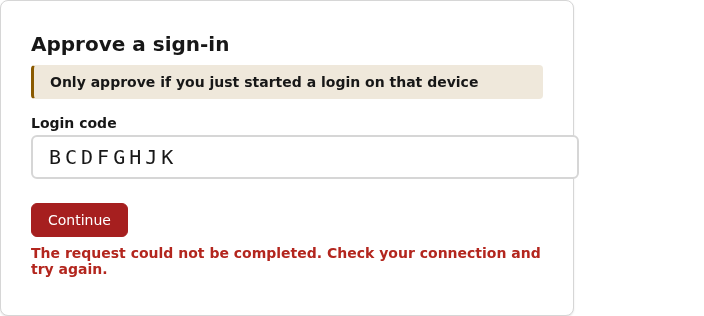 Approve a sign-in
Only approve if you just started a login on that device
Login code
BCDFGHJK
Continue
The request could not be completed. Check your connection and
try again.